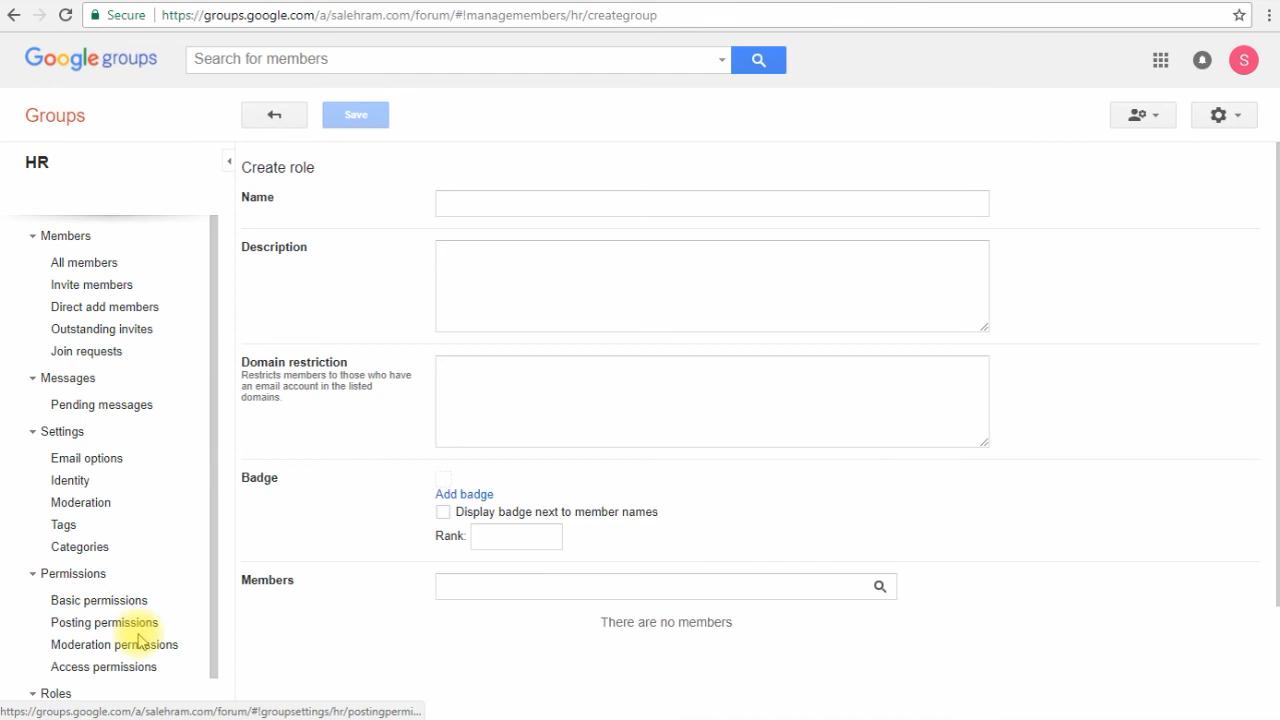 Secure https://groups.google.com/a/salehram.com/forum/#!managemembers/hr/creategroup
Google groups
Search for members
S
Groups
Save
HR
Create role
Name
Members
All members
Invite members
Direct add members
Outstanding invites
Join requests
Messages
Pending messages
Settings
Email options
Identity
Moderation
Tags
Categories
Permissions
Basic permissions
Posting permissions
Moderation permissions
Access permissions
Roles
Description
Domain restriction
Restricts members to those who have
an email account in the listed
domains.
Badge
Add badge
Display badge next to member names
Rank:
Members
There are no members
https://groups.google.com/a/salehram.com/forum/#!groupsettings/hr/postingpermi...